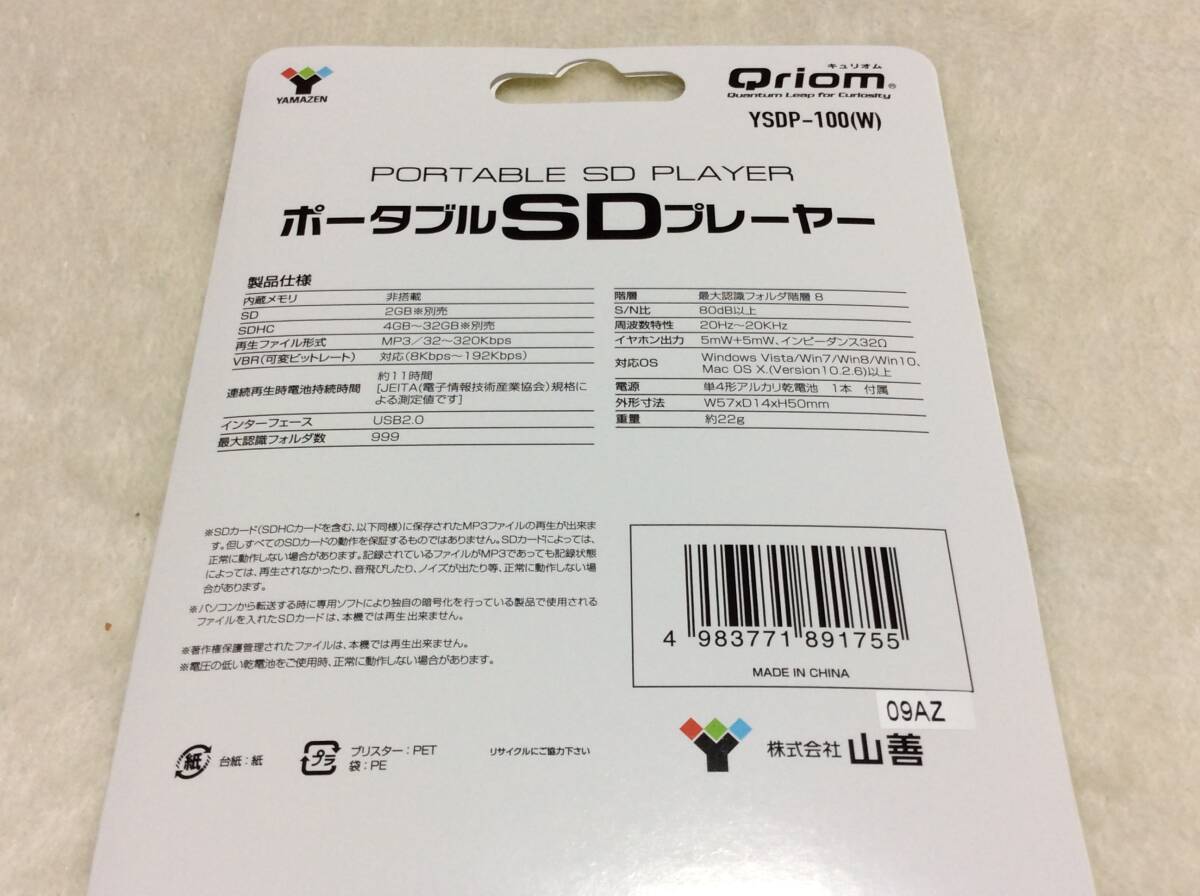 YAMAZEN
キュリオム
Qriom®
Quantum Leap for Curiosity
YSDP-100(W)
PORTABLE SD PLAYER
ポータブルSDプレーヤー
製品仕様
内蔵メモリ 非搭載
SD 2GB※別売
SDHC 4GB～32GB※別売
再生ファイル形式 MP3/32～320Kbps
VBR(可変ビットレート) 対応(8Kbps～192Kbps)
連続再生時電池持続時間 約11時間
[JEITA(電子情報技術産業協会)規格に
よる測定値です]
インターフェース USB2.0
最大認識フォルダ数 999
階層 最大認識フォルダ階層 8
S/N比 80dB以上
周波数特性 20Hz～20KHz
イヤホン出力 5mW+5mW、インピーダンス32Ω
対応OS Windows Vista/Win7/Win8/Win10、
Mac OS X.(Version10.2.6)以上
電源 単4形アルカリ乾電池 1本 付属
外形寸法 W57xD14xH50mm
重量 約22g
※SDカード(SDHCカードを含む、以下同様)に保存されたMP3ファイルの再生が出来ま
す。但しすべてのSDカードの動作を保証するものではありません。SDカードによっては、
正常に動作しない場合があります。記録されているファイルがMP3であっても記録状態
によっては、再生されなかったり、音飛びしたり、ノイズが出たり等、正常に動作しない場
合があります。
※パソコンから転送する時に専用ソフトにより独自の暗号化を行っている製品で使用される
ファイルを入れたSDカードは、本機では再生出来ません。
※著作権保護管理されたファイルは、本機では再生出来ません。
※電圧の低い乾電池をご使用時、正常に動作しない場合があります。
4 983771 891755
MADE IN CHINA
09AZ
紙 台紙：紙
プラ ブリスター：PET
袋：PE
リサイクルにご協力下さい
株式会社 山善